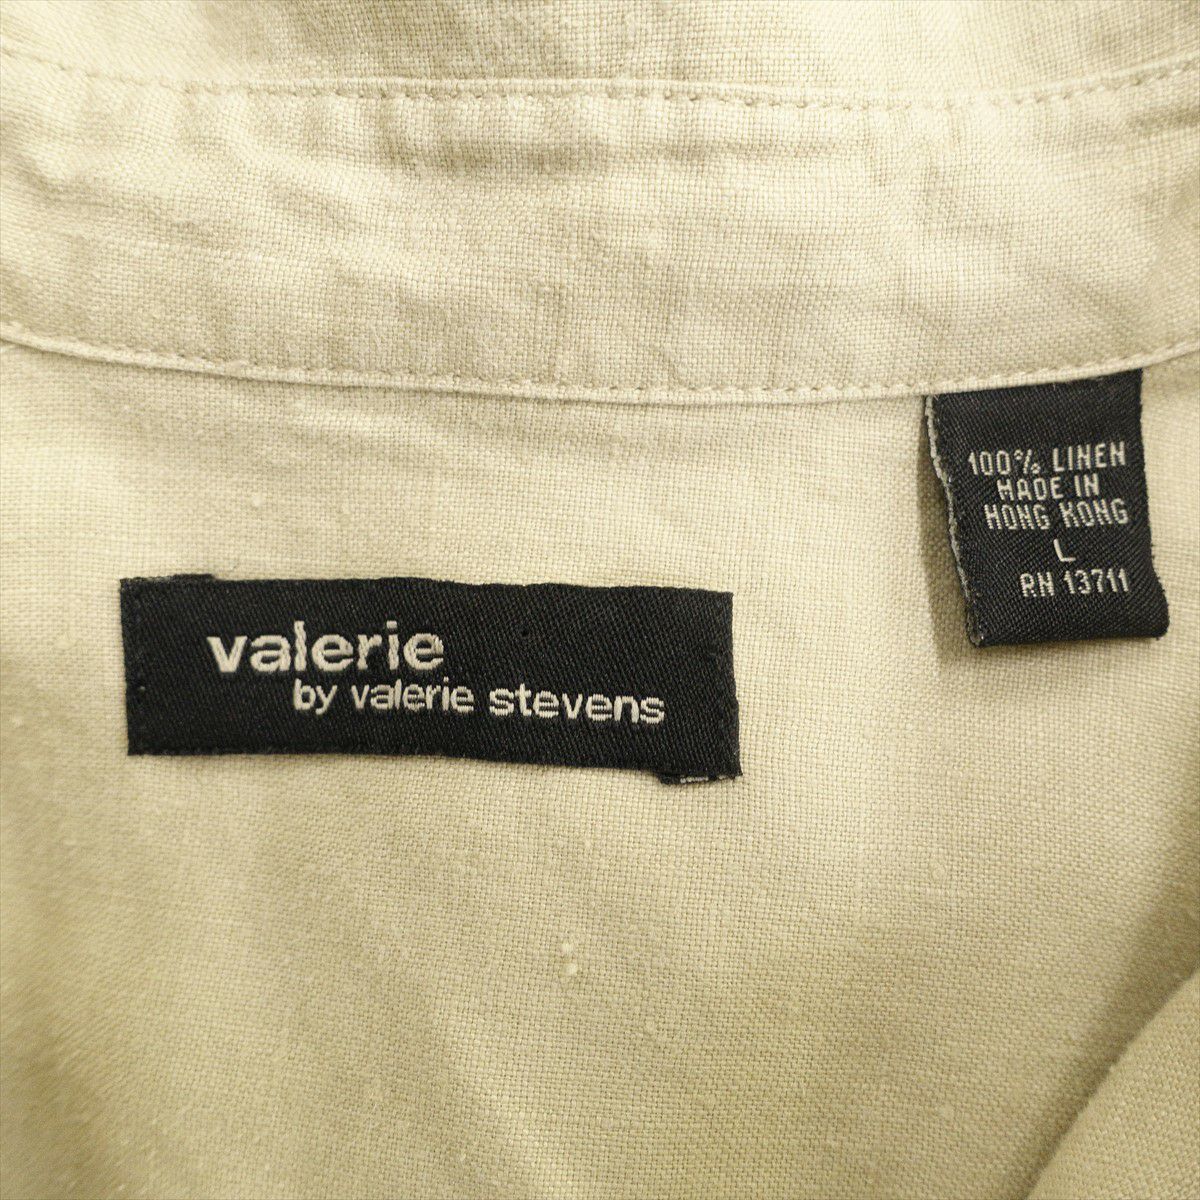 valerie
by valerie stevens
100% LINEN
MADE IN
HONG KONG
L
RN 13711